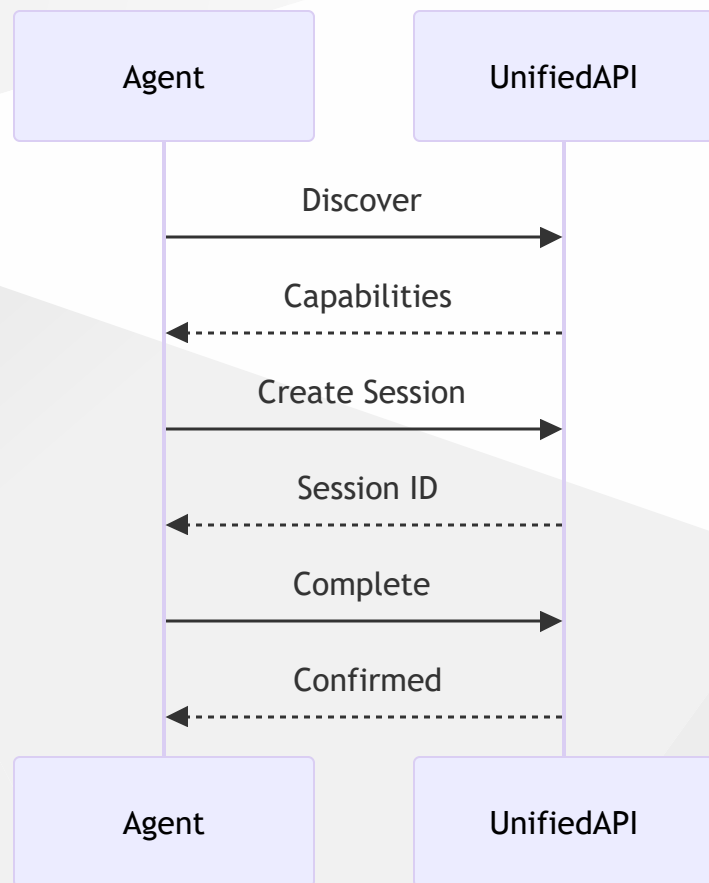 Agent
UnifiedAPI
Discover
Capabilities
Create Session
Session ID
Complete
Confirmed
Agent
UnifiedAPI